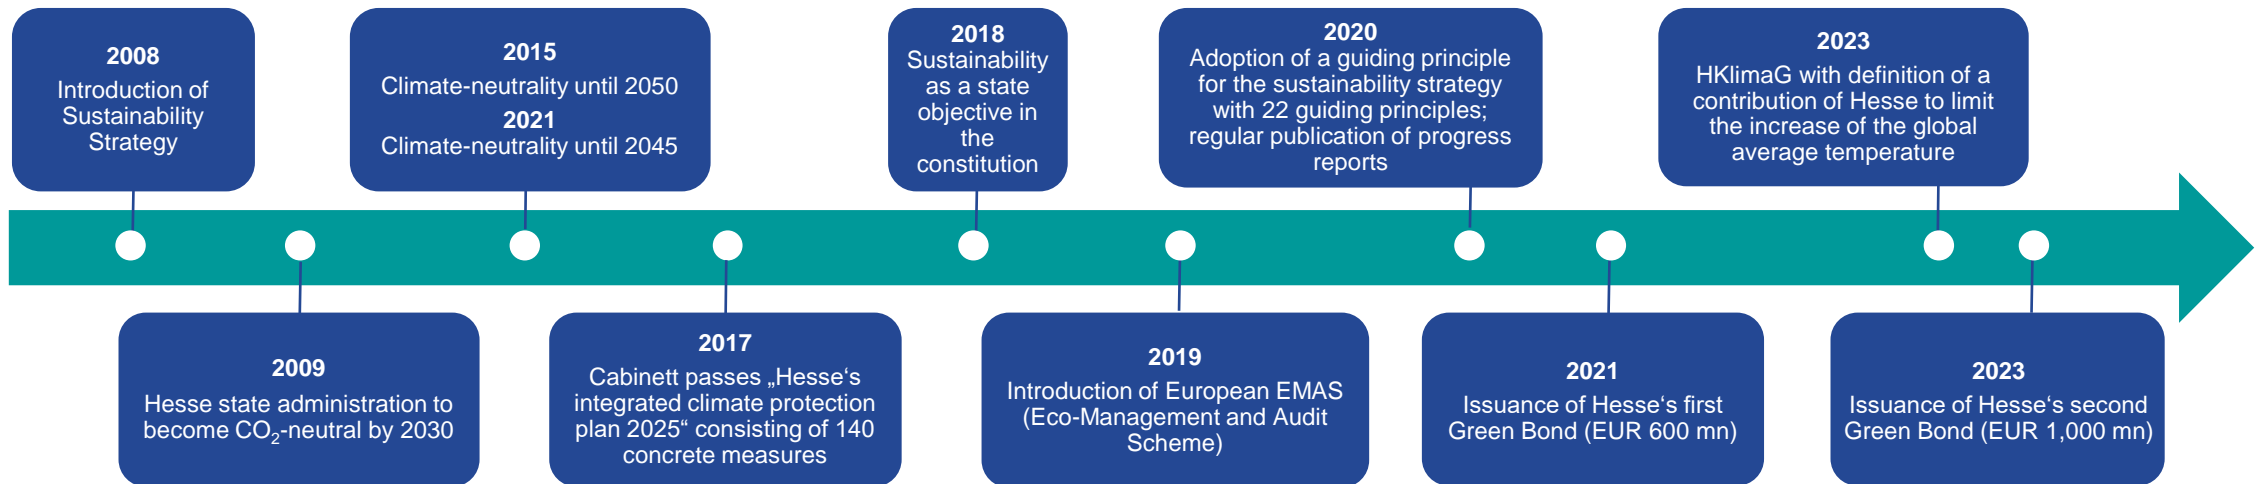 2008
Introduction of
Sustainability
Strategy
2015
Climate-neutrality until 2050
2021
Climate-neutrality until 2045
2018
Sustainability
as a state
objective in
the
constitution
2020
Adoption of a guiding principle
for the sustainability strategy
with 22 guiding principles;
regular publication of progress
reports
2023
HKlimaG with definition of a
contribution of Hesse to limit
the increase of the global
average temperature
2009
Hesse state administration to
become CO₂-neutral by 2030
2017
Cabinett passes „Hesse‘s
integrated climate protection
plan 2025“ consisting of 140
concrete measures
2019
Introduction of European EMAS
(Eco-Management and Audit
Scheme)
2021
Issuance of Hesse‘s first
Green Bond (EUR 600 mn)
2023
Issuance of Hesse‘s second
Green Bond (EUR 1,000 mn)